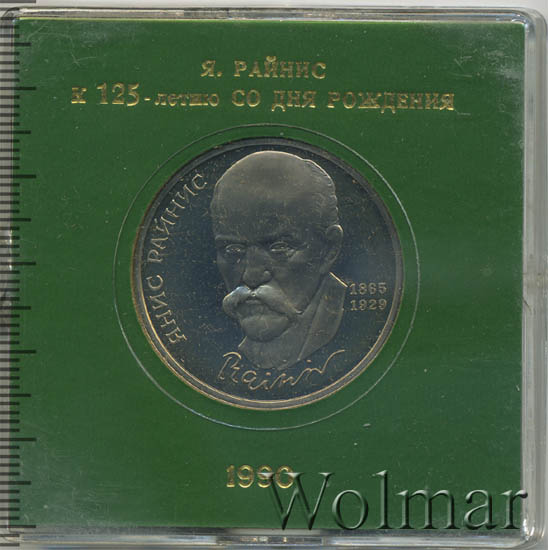 Я. РАЙНИС
К 125-летию СО ДНЯ РОЖДЕНИЯ
ЯНИС РАЙНИС
1865
1929
Rainis
1990
Wolmar